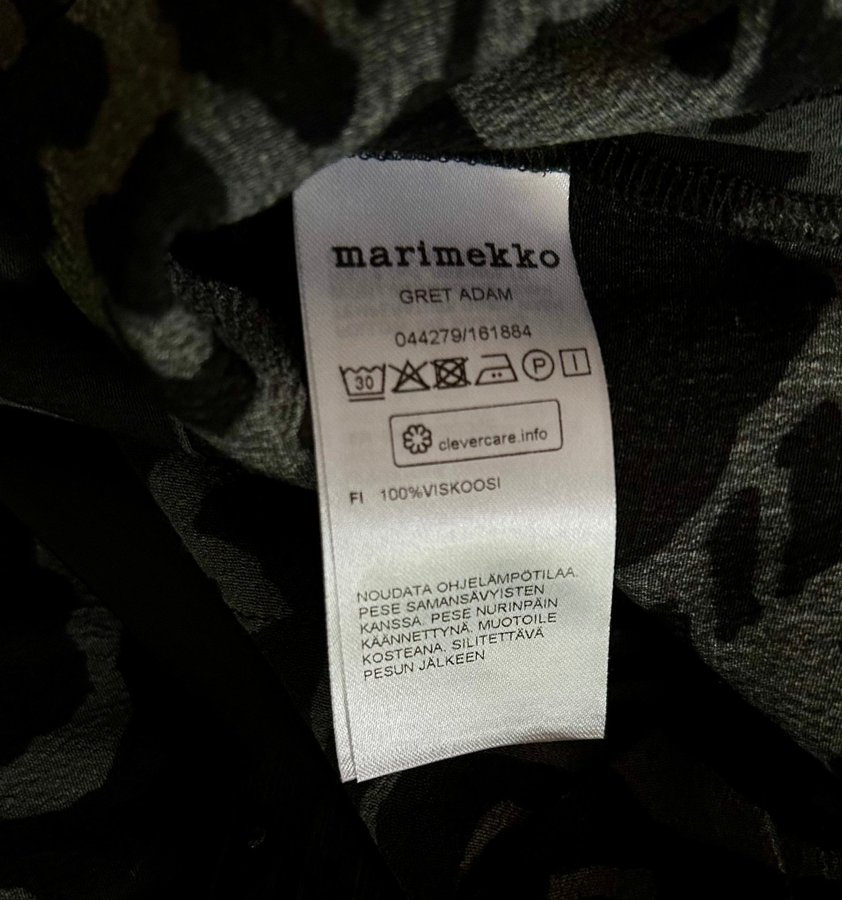 marimekko
GRET ADAM
044279/161884
30 P
clevercare.info
FI 100%VISKOOSI
NOUDATA OHJELÄMPÖTILAA.
PESE SAMANSÄVYISTEN
KANSSA. PESE NURINPÄIN
KÄÄNNETTYNÄ. MUOTOILE
KOSTEANA. SILITETTÄVÄ
PESUN JÄLKEEN